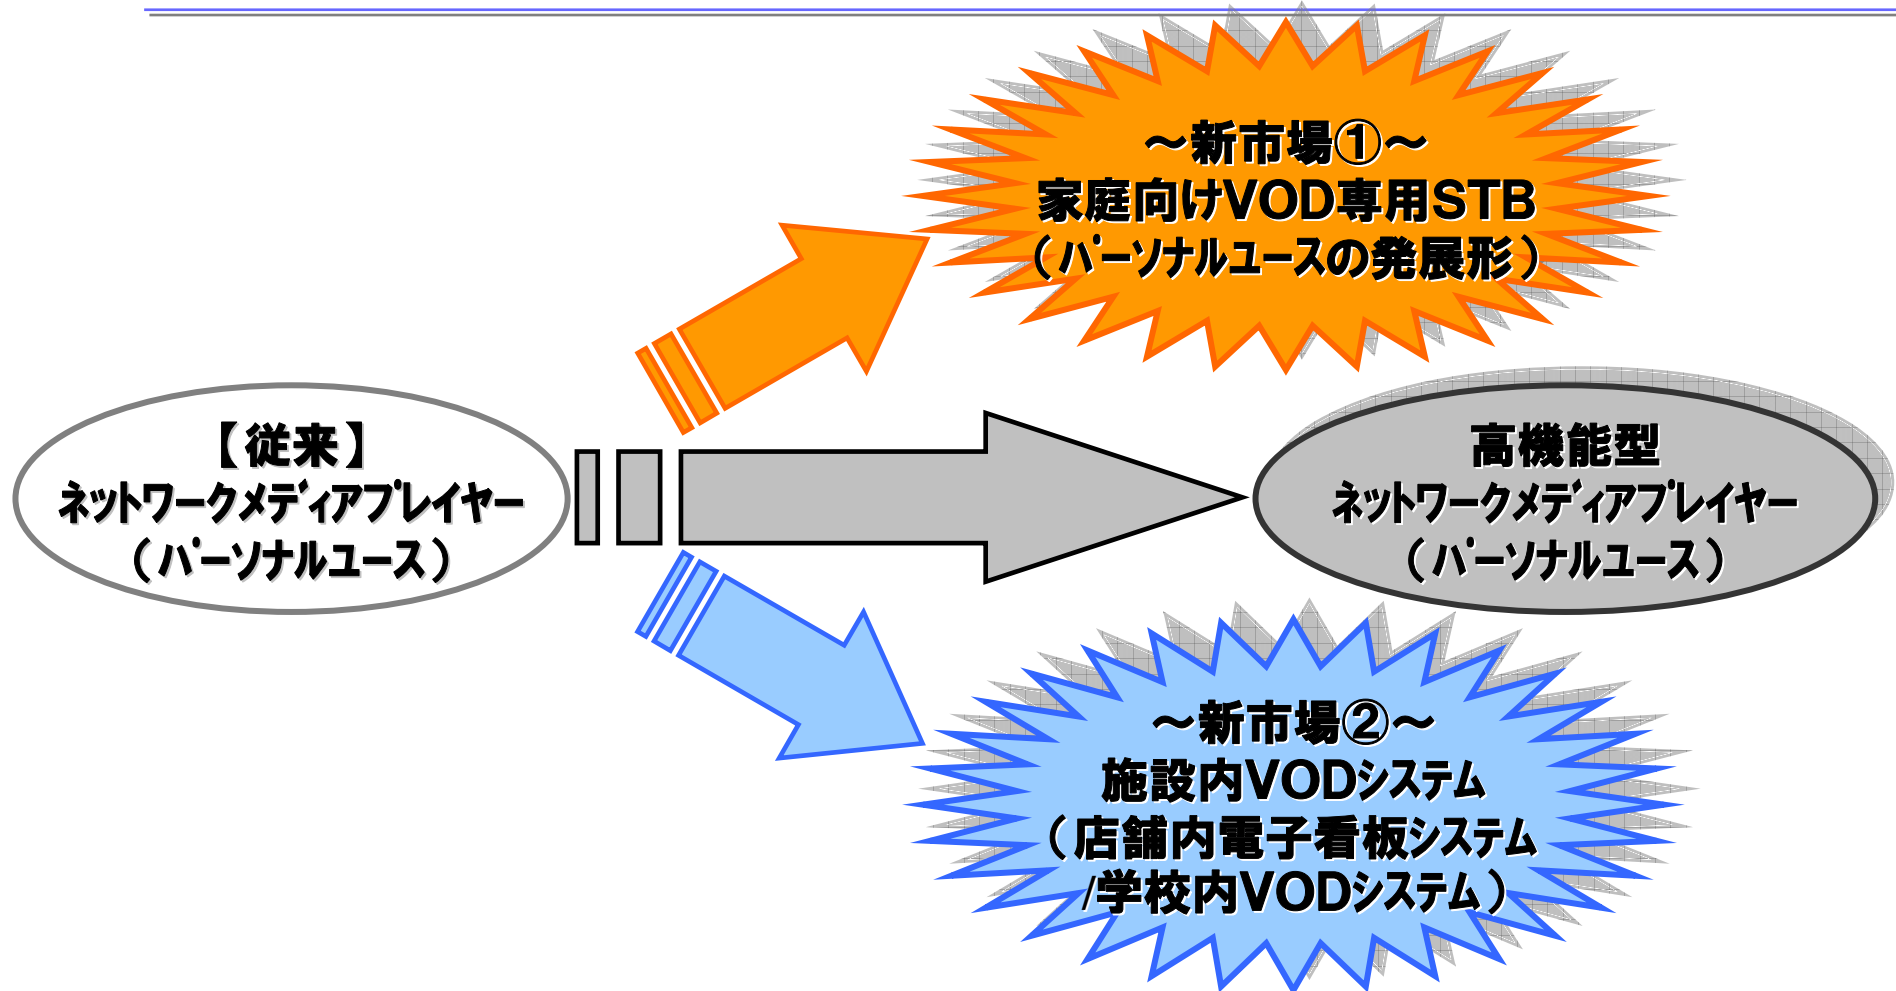 ～新市場①～
家庭向けVOD専用STB
（パーソナルユースの発展形）
【従来】
ネットワークメディアプレイヤー
（パーソナルユース）
高機能型
ネットワークメディアプレイヤー
（パーソナルユース）
～新市場②～
施設内VODシステム
（店舗内電子看板システム
/学校内VODシステム）